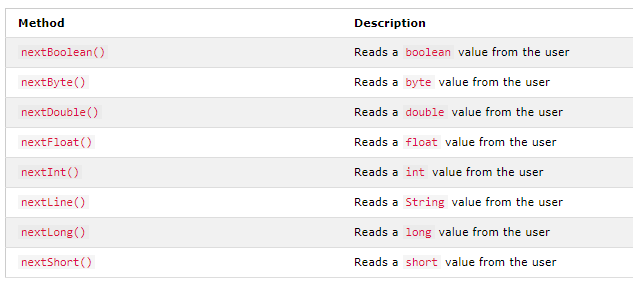 Method Description
nextBoolean() Reads a boolean value from the user
nextByte() Reads a byte value from the user
nextDouble() Reads a double value from the user
nextFloat() Reads a float value from the user
nextInt() Reads a int value from the user
nextLine() Reads a String value from the user
nextLong() Reads a long value from the user
nextShort() Reads a short value from the user